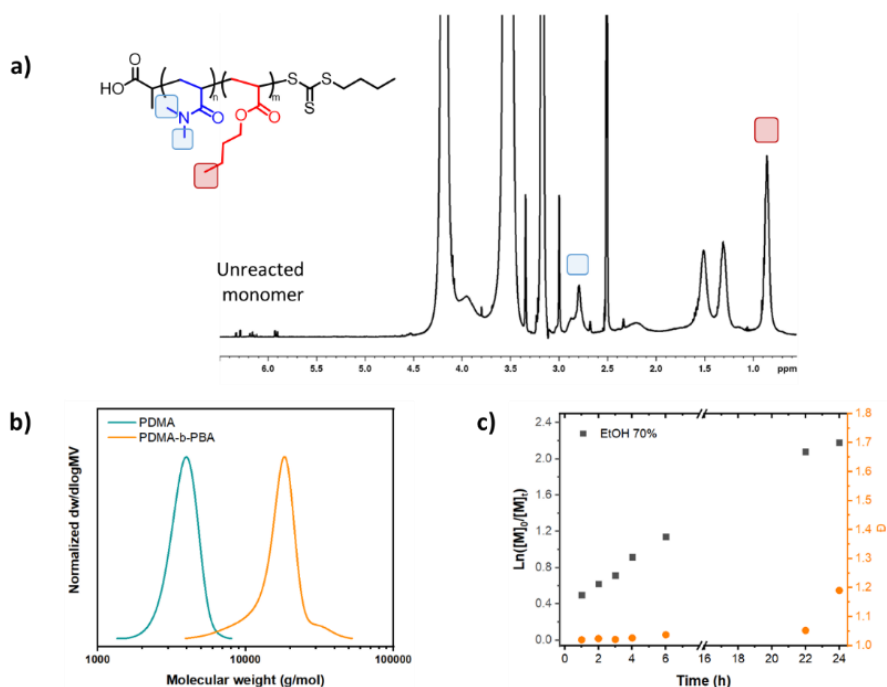 a)
O
HO
n
N
O
O
O
m
S
S
S
Unreacted
monomer
6.0 5.5 5.0 4.5 4.0 3.5 3.0 2.5 2.0 1.5 1.0 ppm
b)
PDMA
PDMA-b-PBA
Normalized dw/dlogMV
1000 10000 100000
Molecular weight (g/mol)
c)
EtOH 70%
Ln([M]0/[M]t)
2.4
2.0
1.6
1.2
0.8
0.4
0.0
0 2 4 6 8 16 18 20 22 24
Time (h)
1.8
1.7
1.6
1.5
1.4
1.3
1.2
1.1
1.0
Đ